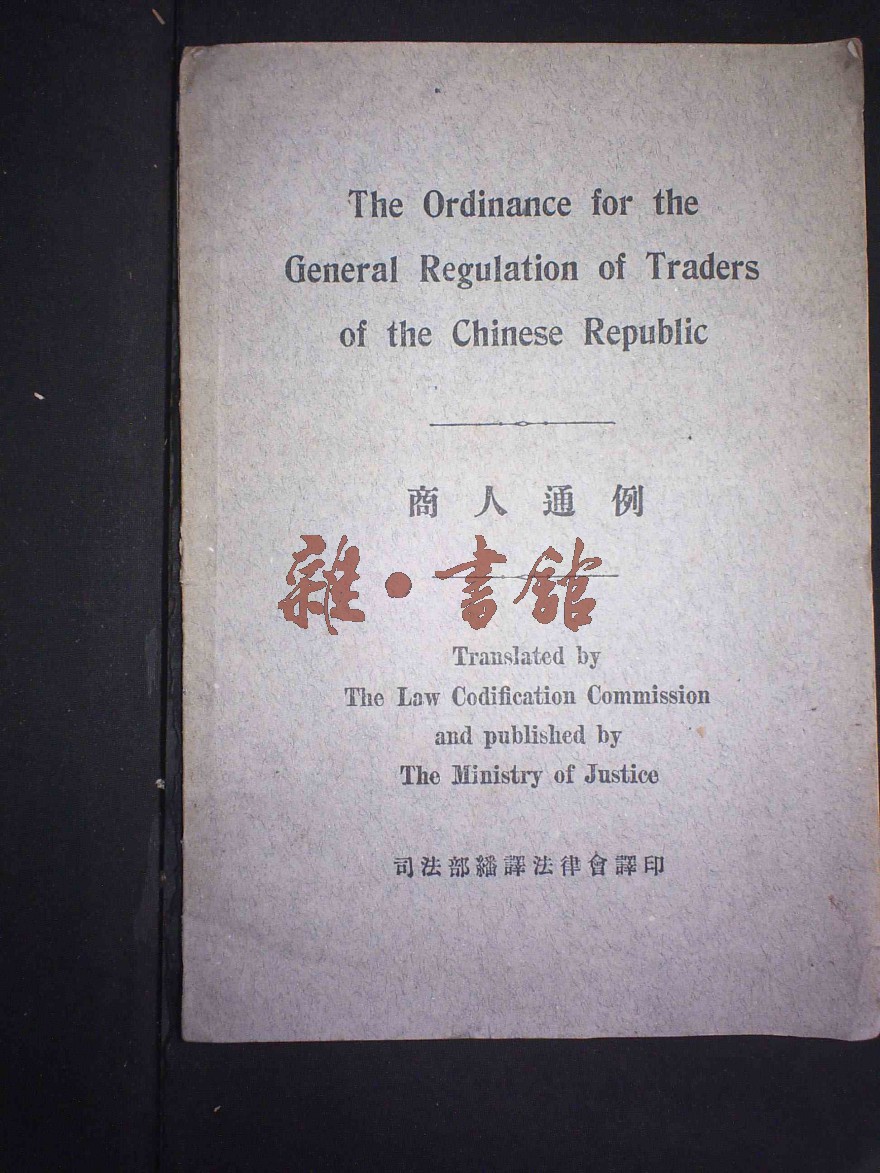 The Ordinance for the
General Regulation of Traders
of the Chinese Republic
商人通例
雜·書館
Translated by
The Law Codification Commission
and published by
The Ministry of Justice
司法部繙譯法律會譯印